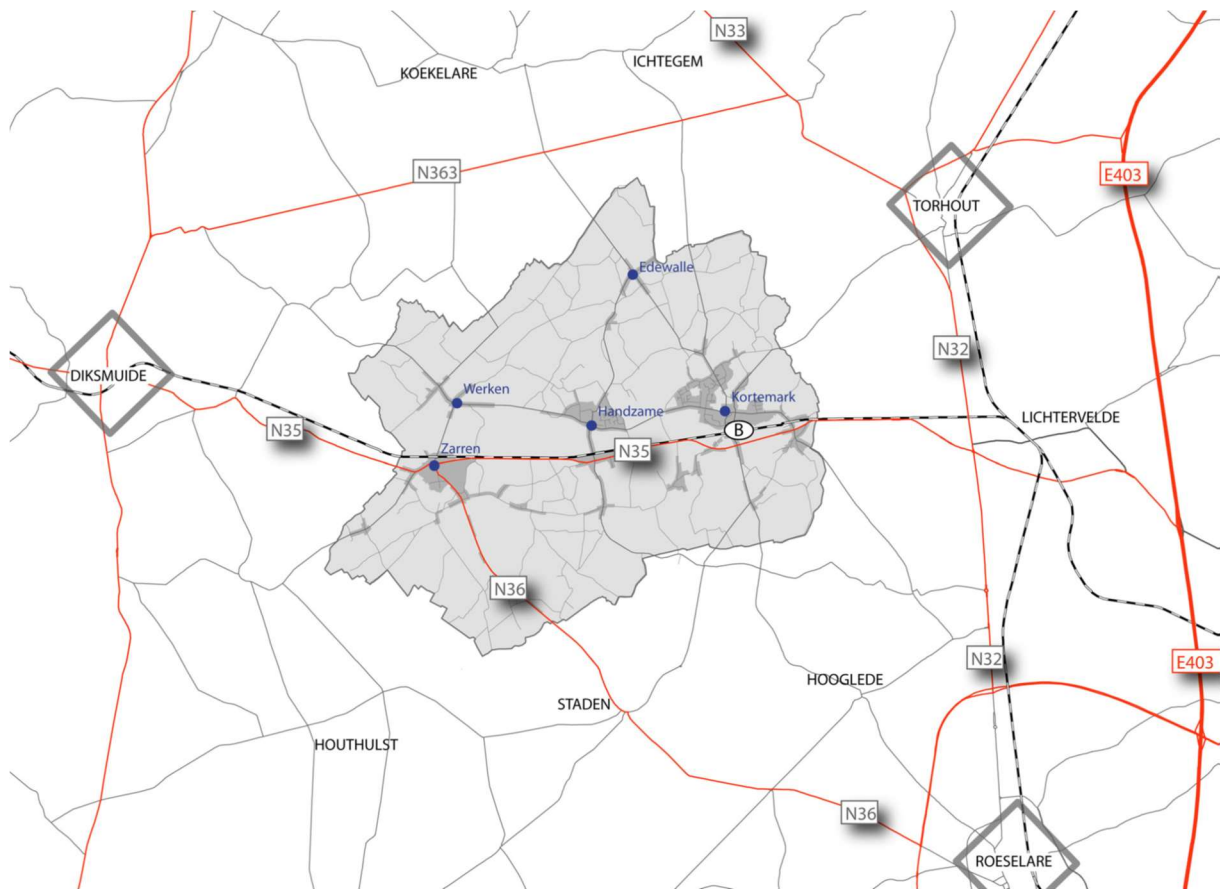 N33
ICHTEGEM
KOEKELARE
N363
E403
TORHOUT
Edewalle
N32
DIKSMUIDE
Werken
Kortemark
Handzame
LICHTERVELDE
N35
B
Zarren
N35
N36
N32
E403
HOOGLEDE
STADEN
HOUTHULST
N36
ROESELARE